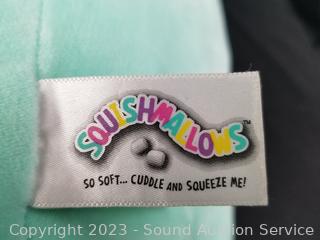 SQUISHMALLOWS™
SO SOFT... CUDDLE AND SQUEEZE ME!
Copyright 2023 - Sound Auction Service